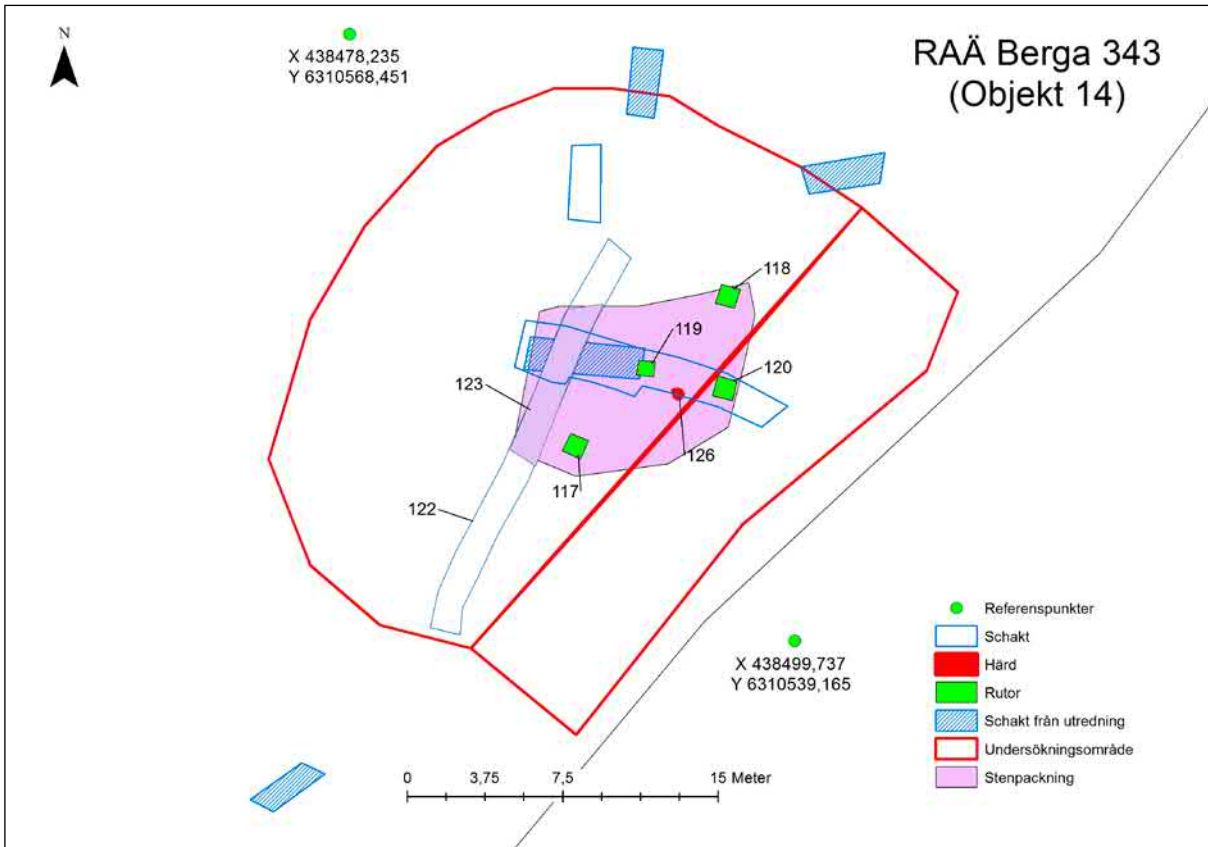 N
X 438478,235
Y 6310568,451
RAÄ Berga 343
(Objekt 14)
118
119
120
123
126
117
122
X 438499,737
Y 6310539,165
Referenspunkter
Schakt
Härd
Rutor
Schakt från utredning
Undersökningsområde
Stenpackning
0 3,75 7,5 15 Meter